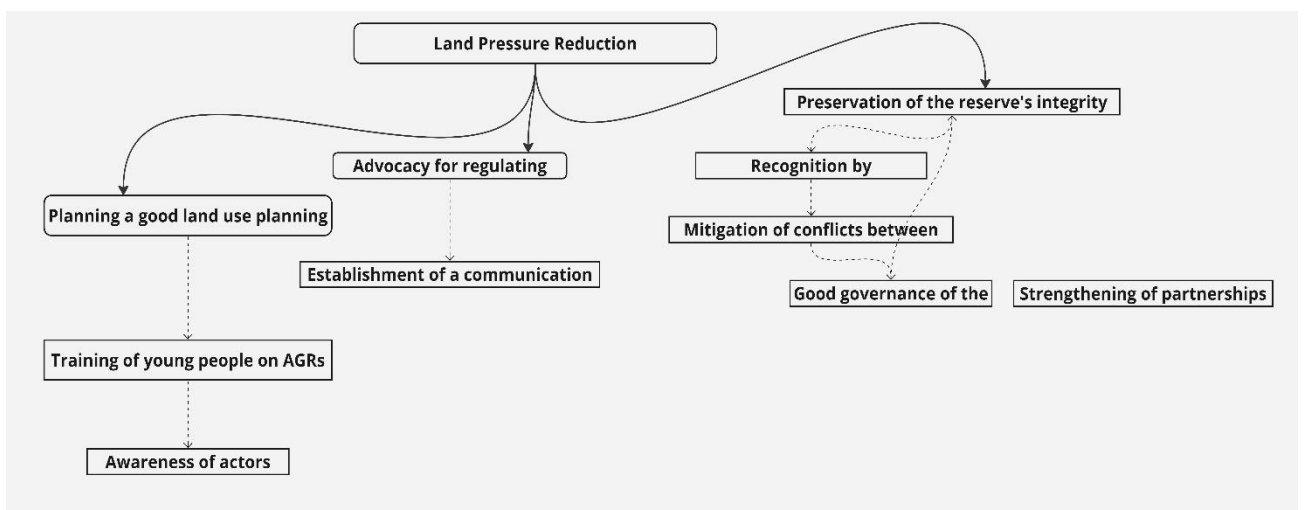 Land Pressure Reduction
Preservation of the reserve's integrity
Advocacy for regulating
Recognition by
Planning a good land use planning
Mitigation of conflicts between
Establishment of a communication
Good governance of the
Strengthening of partnerships
Training of young people on AGRs
Awareness of actors